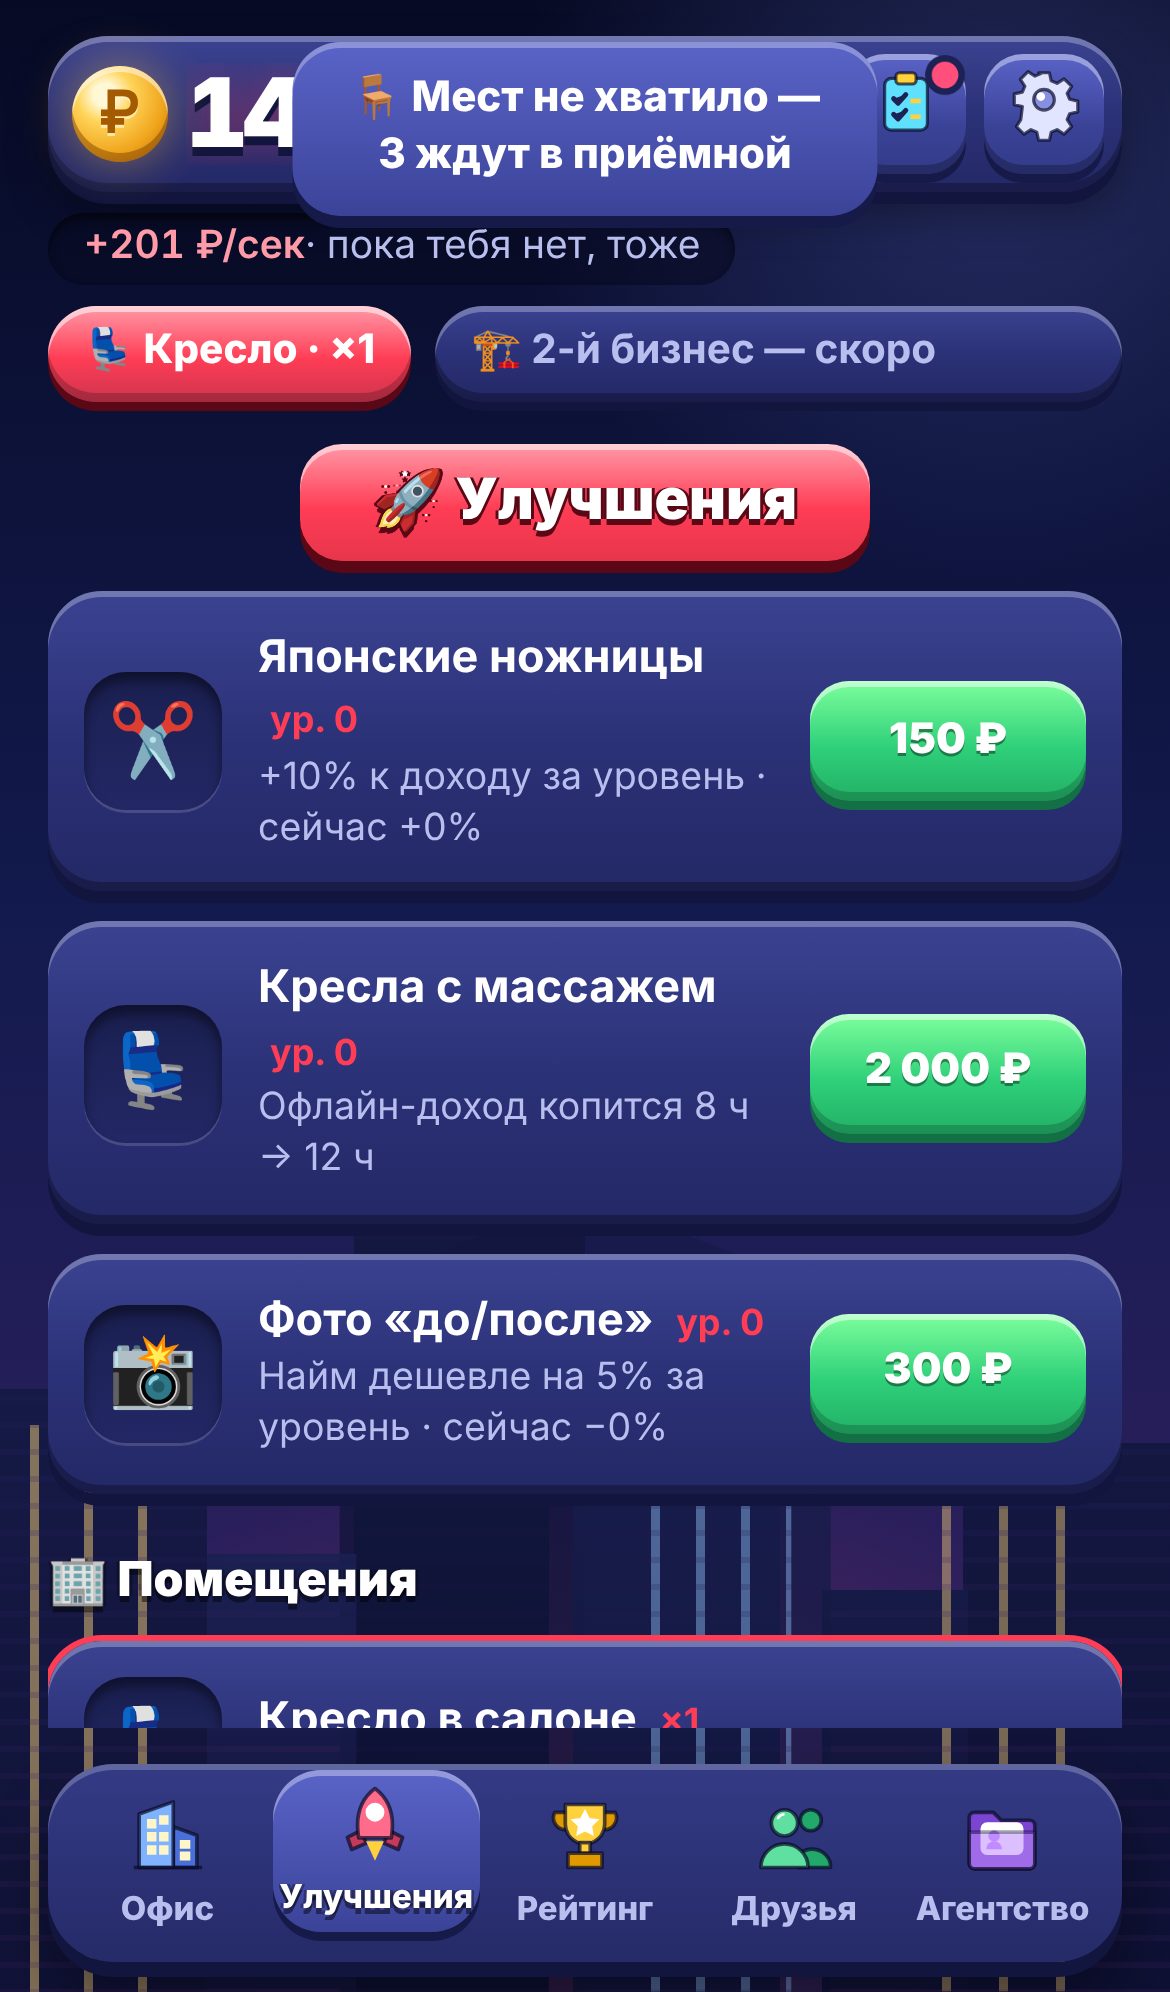 ₽ 14
🪑 Мест не хватило —
3 ждут в приёмной
+201 ₽/сек · пока тебя нет, тоже
💺 Кресло · ×1
🏗️ 2-й бизнес — скоро
🚀 Улучшения
Японские ножницы
ур. 0
+10% к доходу за уровень ·
сейчас +0%
150 ₽
Кресла с массажем
ур. 0
Офлайн-доход копится 8 ч
→ 12 ч
2 000 ₽
Фото «до/после» ур. 0
Найм дешевле на 5% за
уровень · сейчас −0%
300 ₽
🏢 Помещения
Кресло в салоне ×1
Офис
Улучшения
Рейтинг
Друзья
Агентство